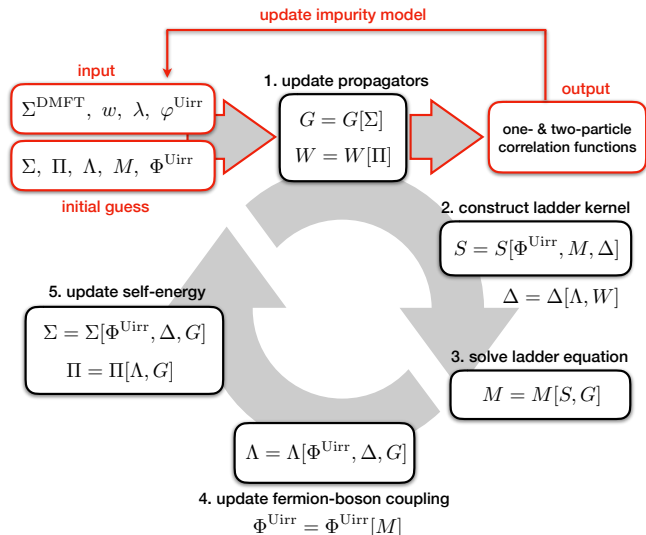 update impurity model
input
Σ^DMFT, w, λ, φ^Uirr
Σ, Π, Λ, M, Φ^Uirr
initial guess
1. update propagators
G = G[Σ]
W = W[Π]
output
one- & two-particle
correlation functions
2. construct ladder kernel
S = S[Φ^Uirr, M, Δ]
Δ = Δ[Λ, W]
3. solve ladder equation
M = M[S, G]
Λ = Λ[Φ^Uirr, Δ, G]
4. update fermion-boson coupling
Φ^Uirr = Φ^Uirr[M]
5. update self-energy
Σ = Σ[Φ^Uirr, Δ, G]
Π = Π[Λ, G]